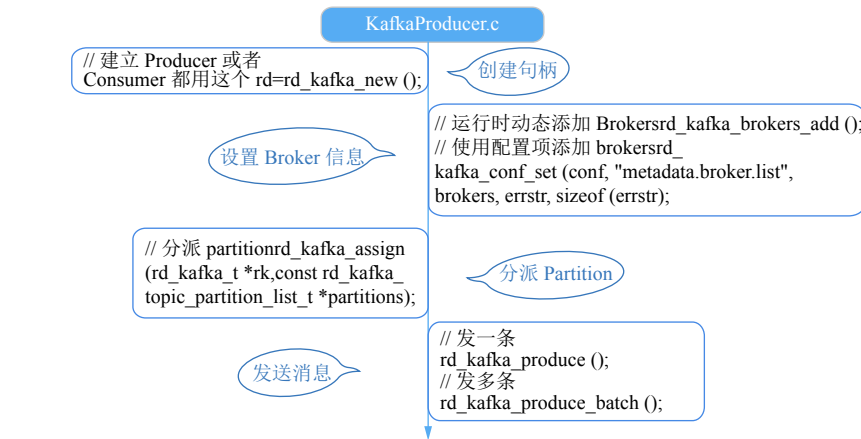 KafkaProducer.c
// 建立 Producer 或者
Consumer 都用这个 rd=rd_kafka_new ();
创建句柄
// 运行时动态添加 Brokersrd_kafka_brokers_add ();
// 使用配置项添加 brokersrd_
kafka_conf_set (conf, "metadata.broker.list",
brokers, errstr, sizeof (errstr);
设置 Broker 信息
// 分派 partitionrd_kafka_assign
(rd_kafka_t *rk,const rd_kafka_
topic_partition_list_t *partitions);
分派 Partition
// 发一条
rd_kafka_produce ();
// 发多条
rd_kafka_produce_batch ();
发送消息